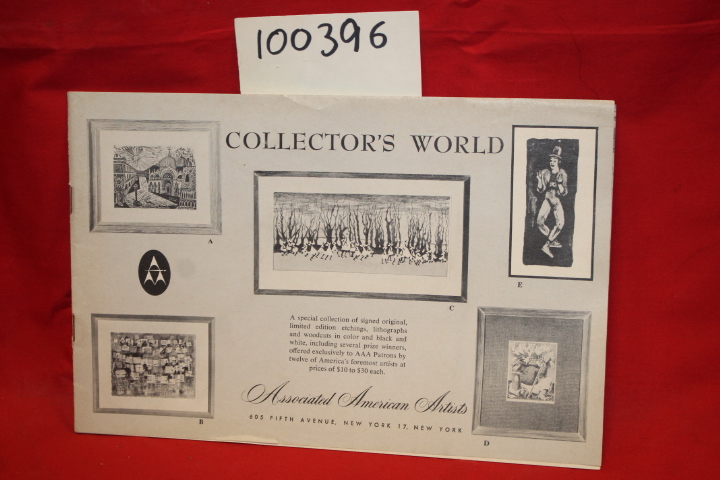 100396
COLLECTOR'S WORLD
A
E
C
A special collection of signed original,
limited edition etchings, lithographs
and woodcuts in color and black and
white, including several prize winners,
offered exclusively to AAA Patrons by
twelve of America's foremost artists at
prices of $10 to $30 each.
B
Associated American Artists
605 FIFTH AVENUE, NEW YORK 17, NEW YORK
D
AAA